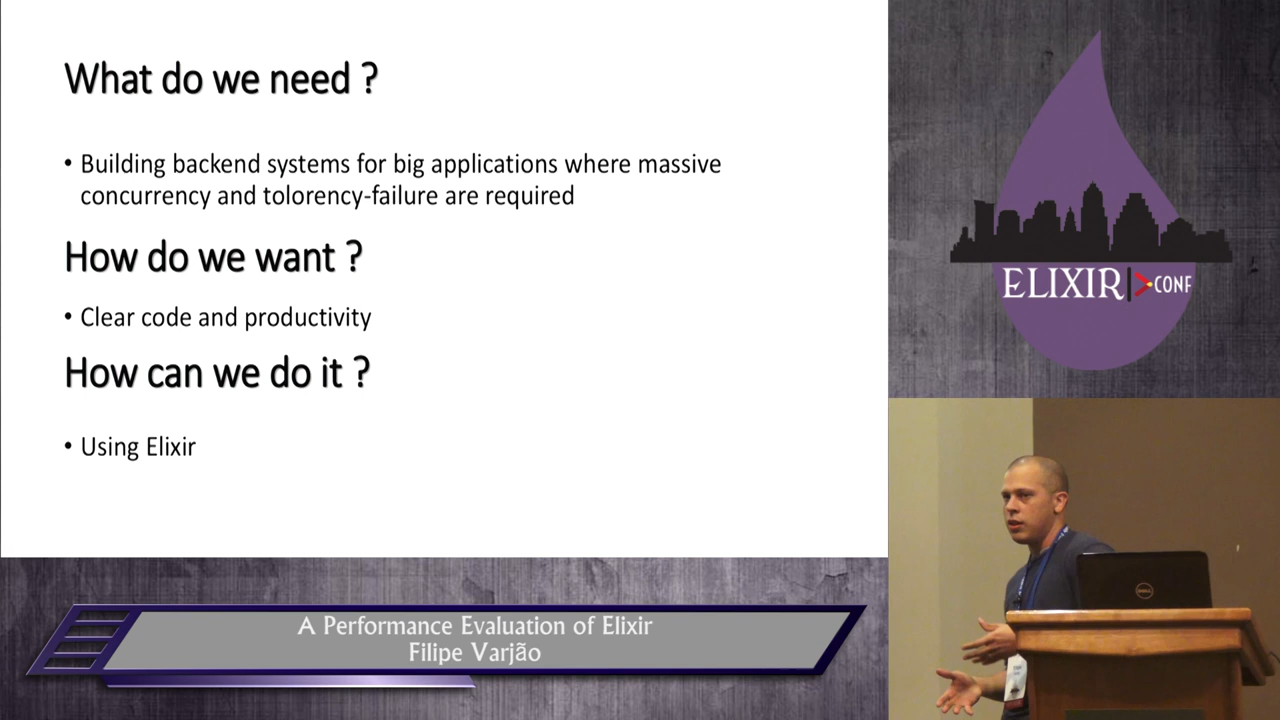 What do we need ?
• Building backend systems for big applications where massive
concurrency and tolorency-failure are required
How do we want ?
• Clear code and productivity
How can we do it ?
• Using Elixir
ELIXIR|>CONF
DELL
A Performance Evaluation of Elixir
Filipe Varjão